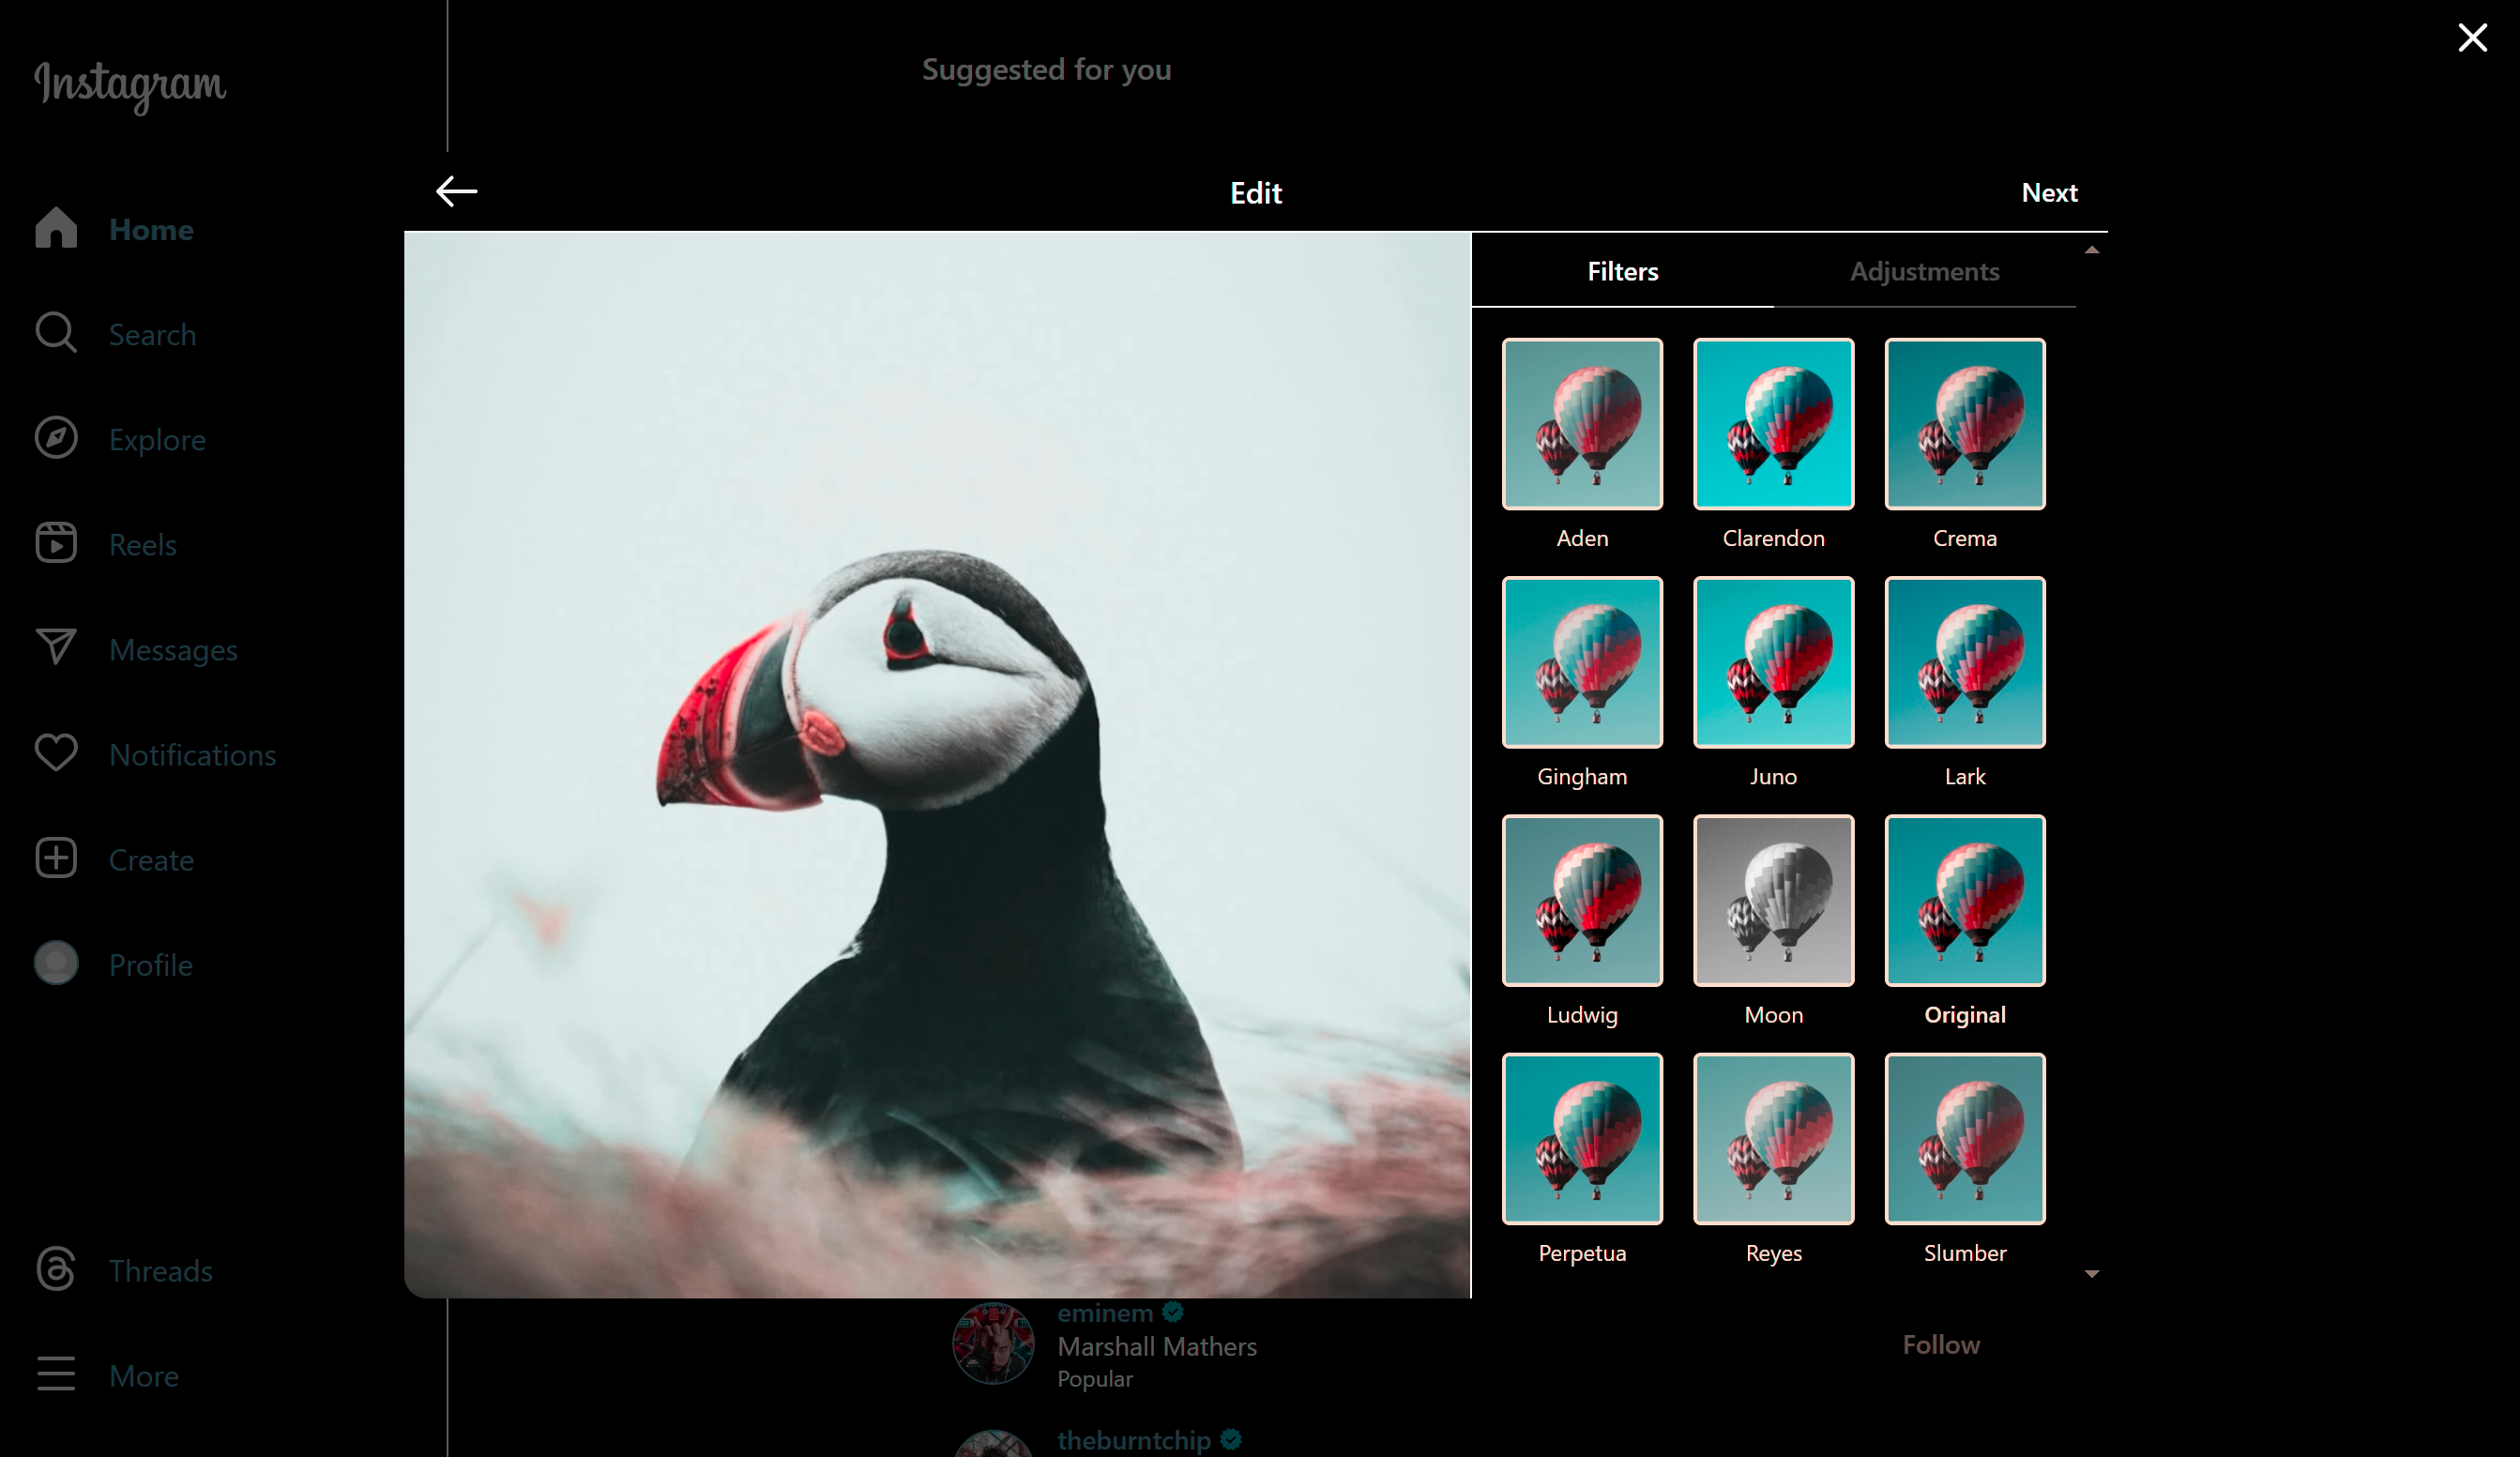 Instagram
Home
Search
Explore
Reels
Messages
Notifications
Create
Profile
Threads
More
Suggested for you
Edit
Next
Filters
Adjustments
Aden
Clarendon
Crema
Gingham
Juno
Lark
Ludwig
Moon
Original
Perpetua
Reyes
Slumber
eminem
Marshall Mathers
Popular
Follow
theburntchip